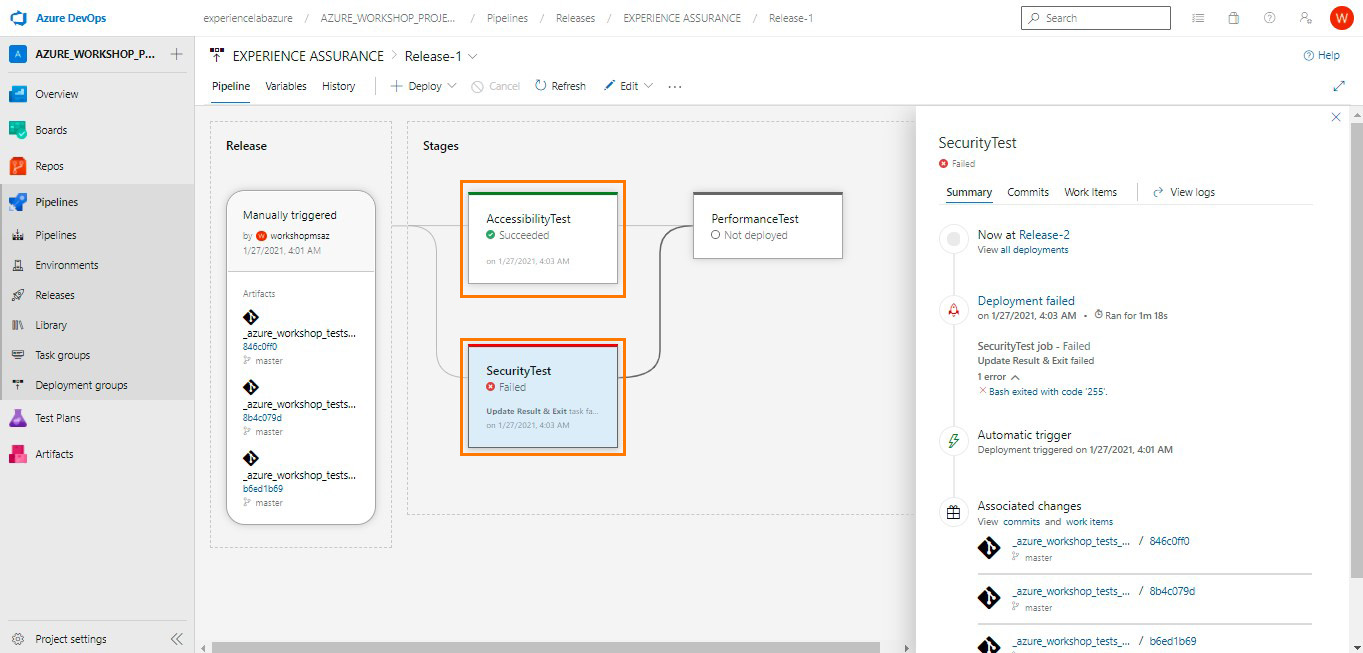 Azure DevOps
experiencelabazure / AZURE_WORKSHOP_PROJE... / Pipelines / Releases / EXPERIENCE ASSURANCE / Release-1
Search
W
A AZURE_WORKSHOP_P...
Overview
Boards
Repos
Pipelines
Pipelines
Environments
Releases
Library
Task groups
Deployment groups
Test Plans
Artifacts
Project settings
EXPERIENCE ASSURANCE > Release-1
Help
Pipeline Variables History Deploy Cancel Refresh Edit ...
Release
Manually triggered
by W workshopmsaz
1/27/2021, 4:01 AM
Artifacts
_azure_workshop_tests...
846c0ff0
master
_azure_workshop_tests...
8b4c079d
master
_azure_workshop_tests...
b6ed1b69
master
Stages
AccessibilityTest
Succeeded
on 1/27/2021, 4:03 AM
SecurityTest
Failed
Update Result & Exit task fa...
on 1/27/2021, 4:03 AM
PerformanceTest
Not deployed
SecurityTest
Failed
Summary Commits Work Items View logs
Now at Release-2
View all deployments
Deployment failed
on 1/27/2021, 4:03 AM • Ran for 1m 18s
SecurityTest job - Failed
Update Result & Exit failed
1 error
Bash exited with code '255'.
Automatic trigger
Deployment triggered on 1/27/2021, 4:01 AM
Associated changes
View commits and work items
_azure_workshop_tests_... / 846c0ff0
master
_azure_workshop_tests_... / 8b4c079d
master
_azure_workshop_tests_... / b6ed1b69